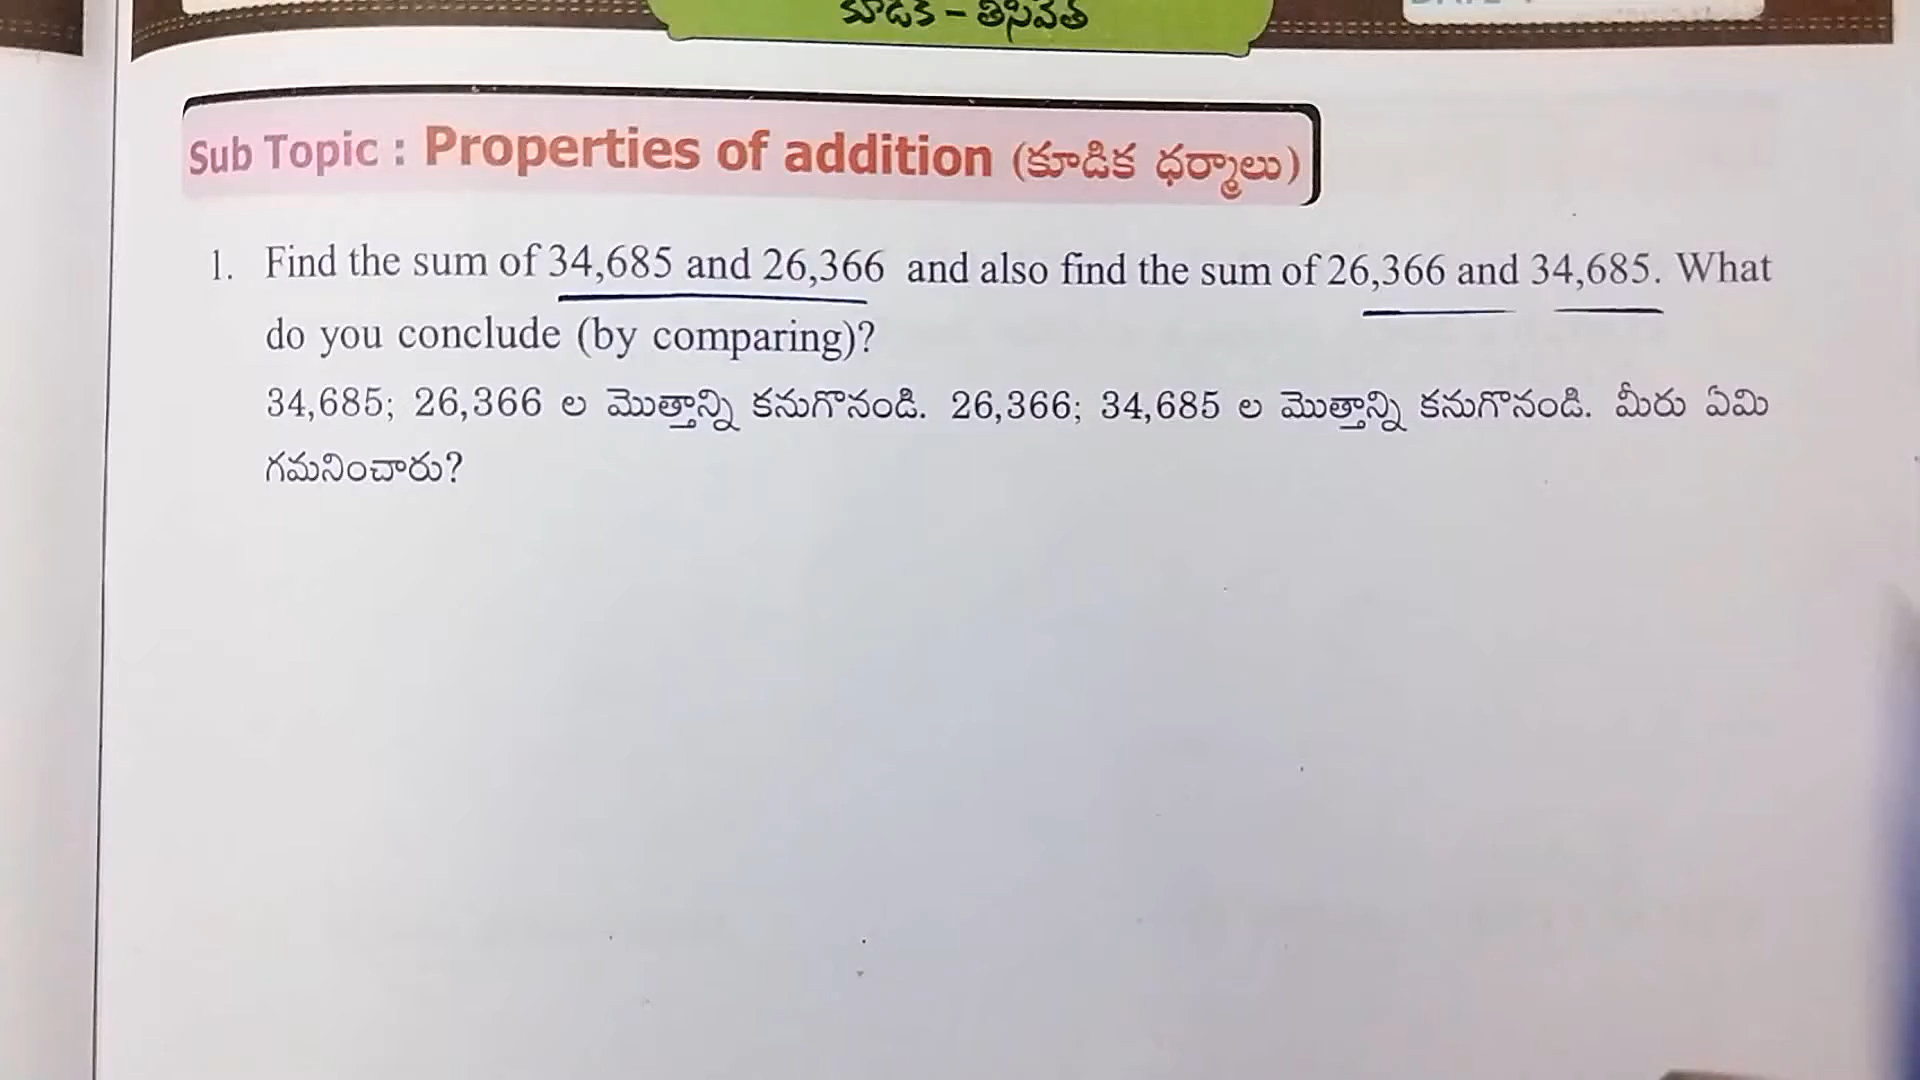 కూడిక – తీసివేత
Sub Topic : Properties of addition (కూడిక ధర్మాలు)
1. Find the sum of 34,685 and 26,366 and also find the sum of 26,366 and 34,685. What
do you conclude (by comparing)?
34,685; 26,366 ల మొత్తాన్ని కనుగొనండి. 26,366; 34,685 ల మొత్తాన్ని కనుగొనండి. మీరు ఏమి
గమనించారు?